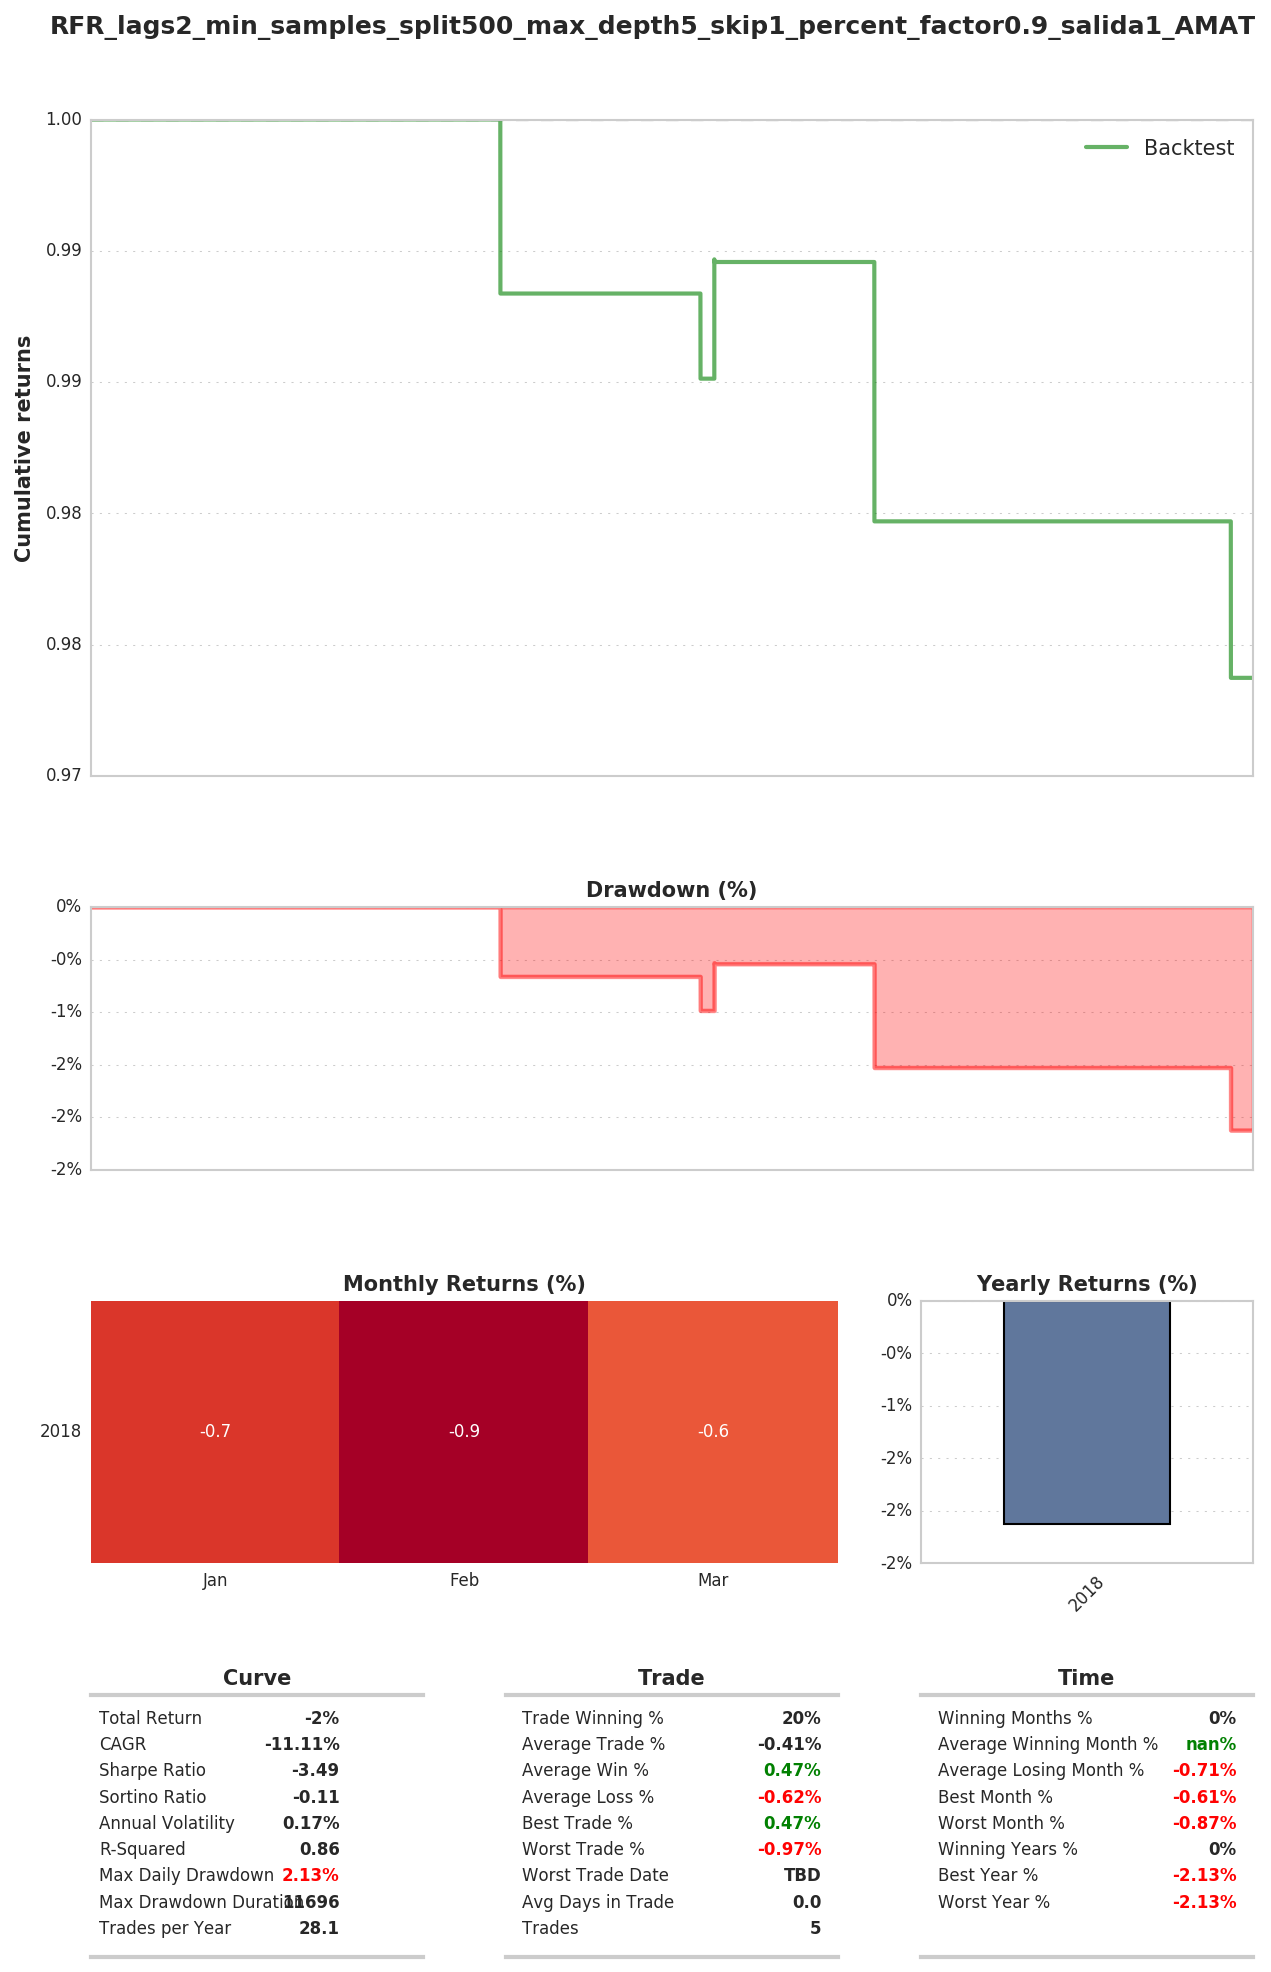 RFR_lags2_min_samples_split500_max_depth5_skip1_percent_factor0.9_salida1_AMAT
1.00
0.99
0.99
0.98
0.98
0.97
Cumulative returns
Backtest
Drawdown (%)
0%
-0%
-1%
-2%
-2%
-2%
Monthly Returns (%)
2018
-0.7 -0.9 -0.6
Jan Feb Mar
Yearly Returns (%)
0%
-0%
-1%
-2%
-2%
-2%
2018
Curve
Total Return -2%
CAGR -11.11%
Sharpe Ratio -3.49
Sortino Ratio -0.11
Annual Volatility 0.17%
R-Squared 0.86
Max Daily Drawdown 2.13%
Max Drawdown Duration 11696
Trades per Year 28.1
Trade
Trade Winning % 20%
Average Trade % -0.41%
Average Win % 0.47%
Average Loss % -0.62%
Best Trade % 0.47%
Worst Trade % -0.97%
Worst Trade Date TBD
Avg Days in Trade 0.0
Trades 5
Time
Winning Months % 0%
Average Winning Month % nan%
Average Losing Month % -0.71%
Best Month % -0.61%
Worst Month % -0.87%
Winning Years % 0%
Best Year % -2.13%
Worst Year % -2.13%